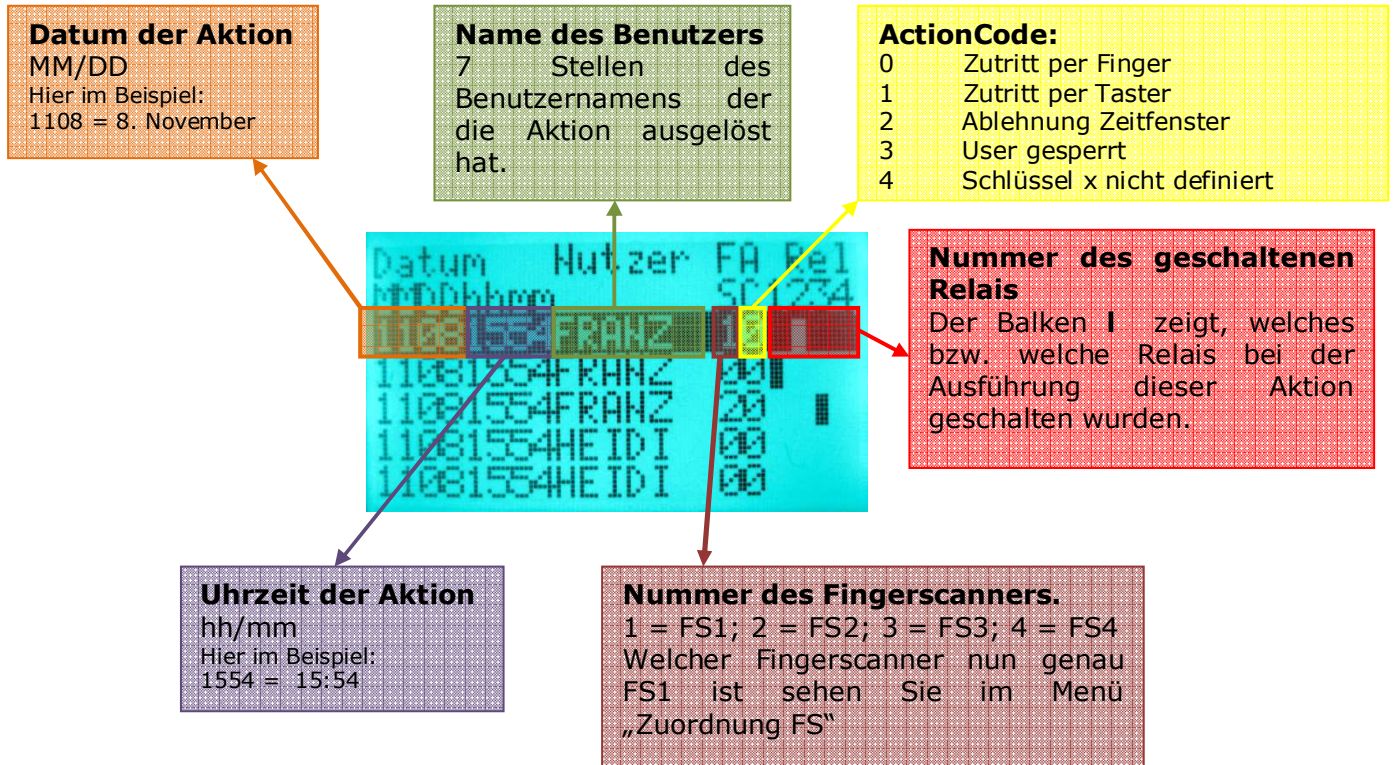 Datum der Aktion
MM/DD
Hier im Beispiel:
1108 = 8. November
Name des Benutzers
7 Stellen des
Benutzernamens der
die Aktion ausgelöst
hat.
ActionCode:
0 Zutritt per Finger
1 Zutritt per Taster
2 Ablehnung Zeitfenster
3 User gesperrt
4 Schlüssel x nicht definiert
Nummer des geschaltenen
Relais
Der Balken I zeigt, welches
bzw. welche Relais bei der
Ausführung dieser Aktion
geschalten wurden.
Datum Nutzer FA Rel
MMDDhhmm SC1234
11081554FRANZ 10
11081554FRANZ 00
11081554FRANZ 20
11081554HEIDI 00
11081554HEIDI 00
Uhrzeit der Aktion
hh/mm
Hier im Beispiel:
1554 = 15:54
Nummer des Fingerscanners.
1 = FS1; 2 = FS2; 3 = FS3; 4 = FS4
Welcher Fingerscanner nun genau
FS1 ist sehen Sie im Menü
„Zuordnung FS“